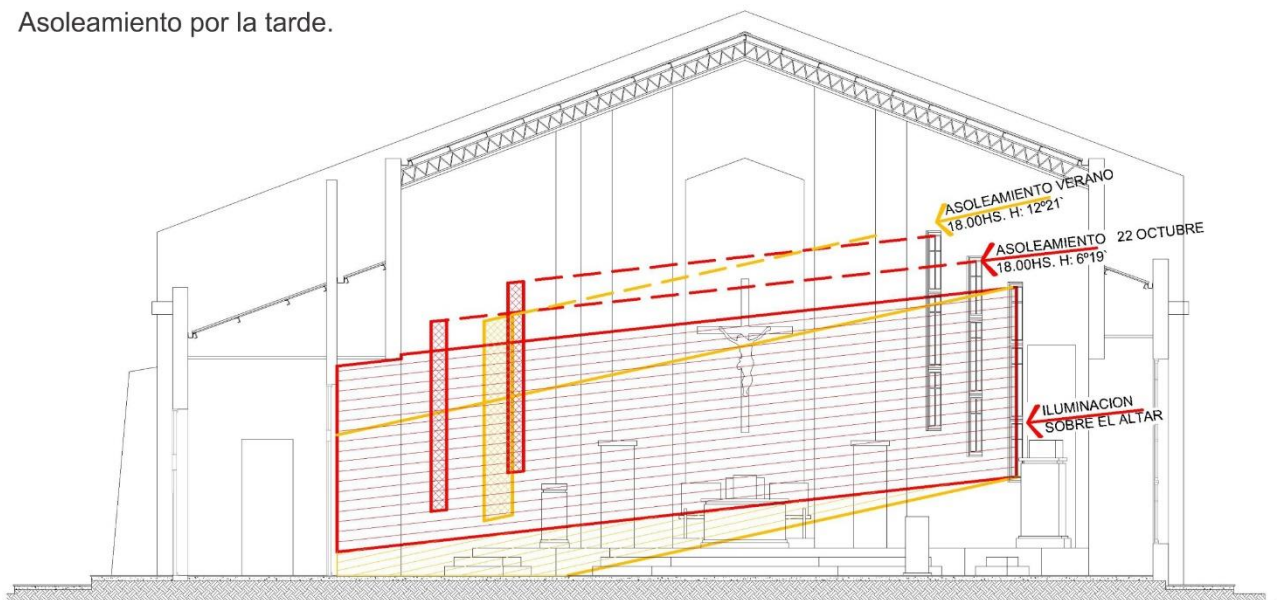 Asoleamiento por la tarde.
ASOLEAMIENTO VERANO
18.00HS. H: 12º21`
ASOLEAMIENTO 22 OCTUBRE
18.00HS. H: 6º19`
ILUMINACION
SOBRE EL ALTAR